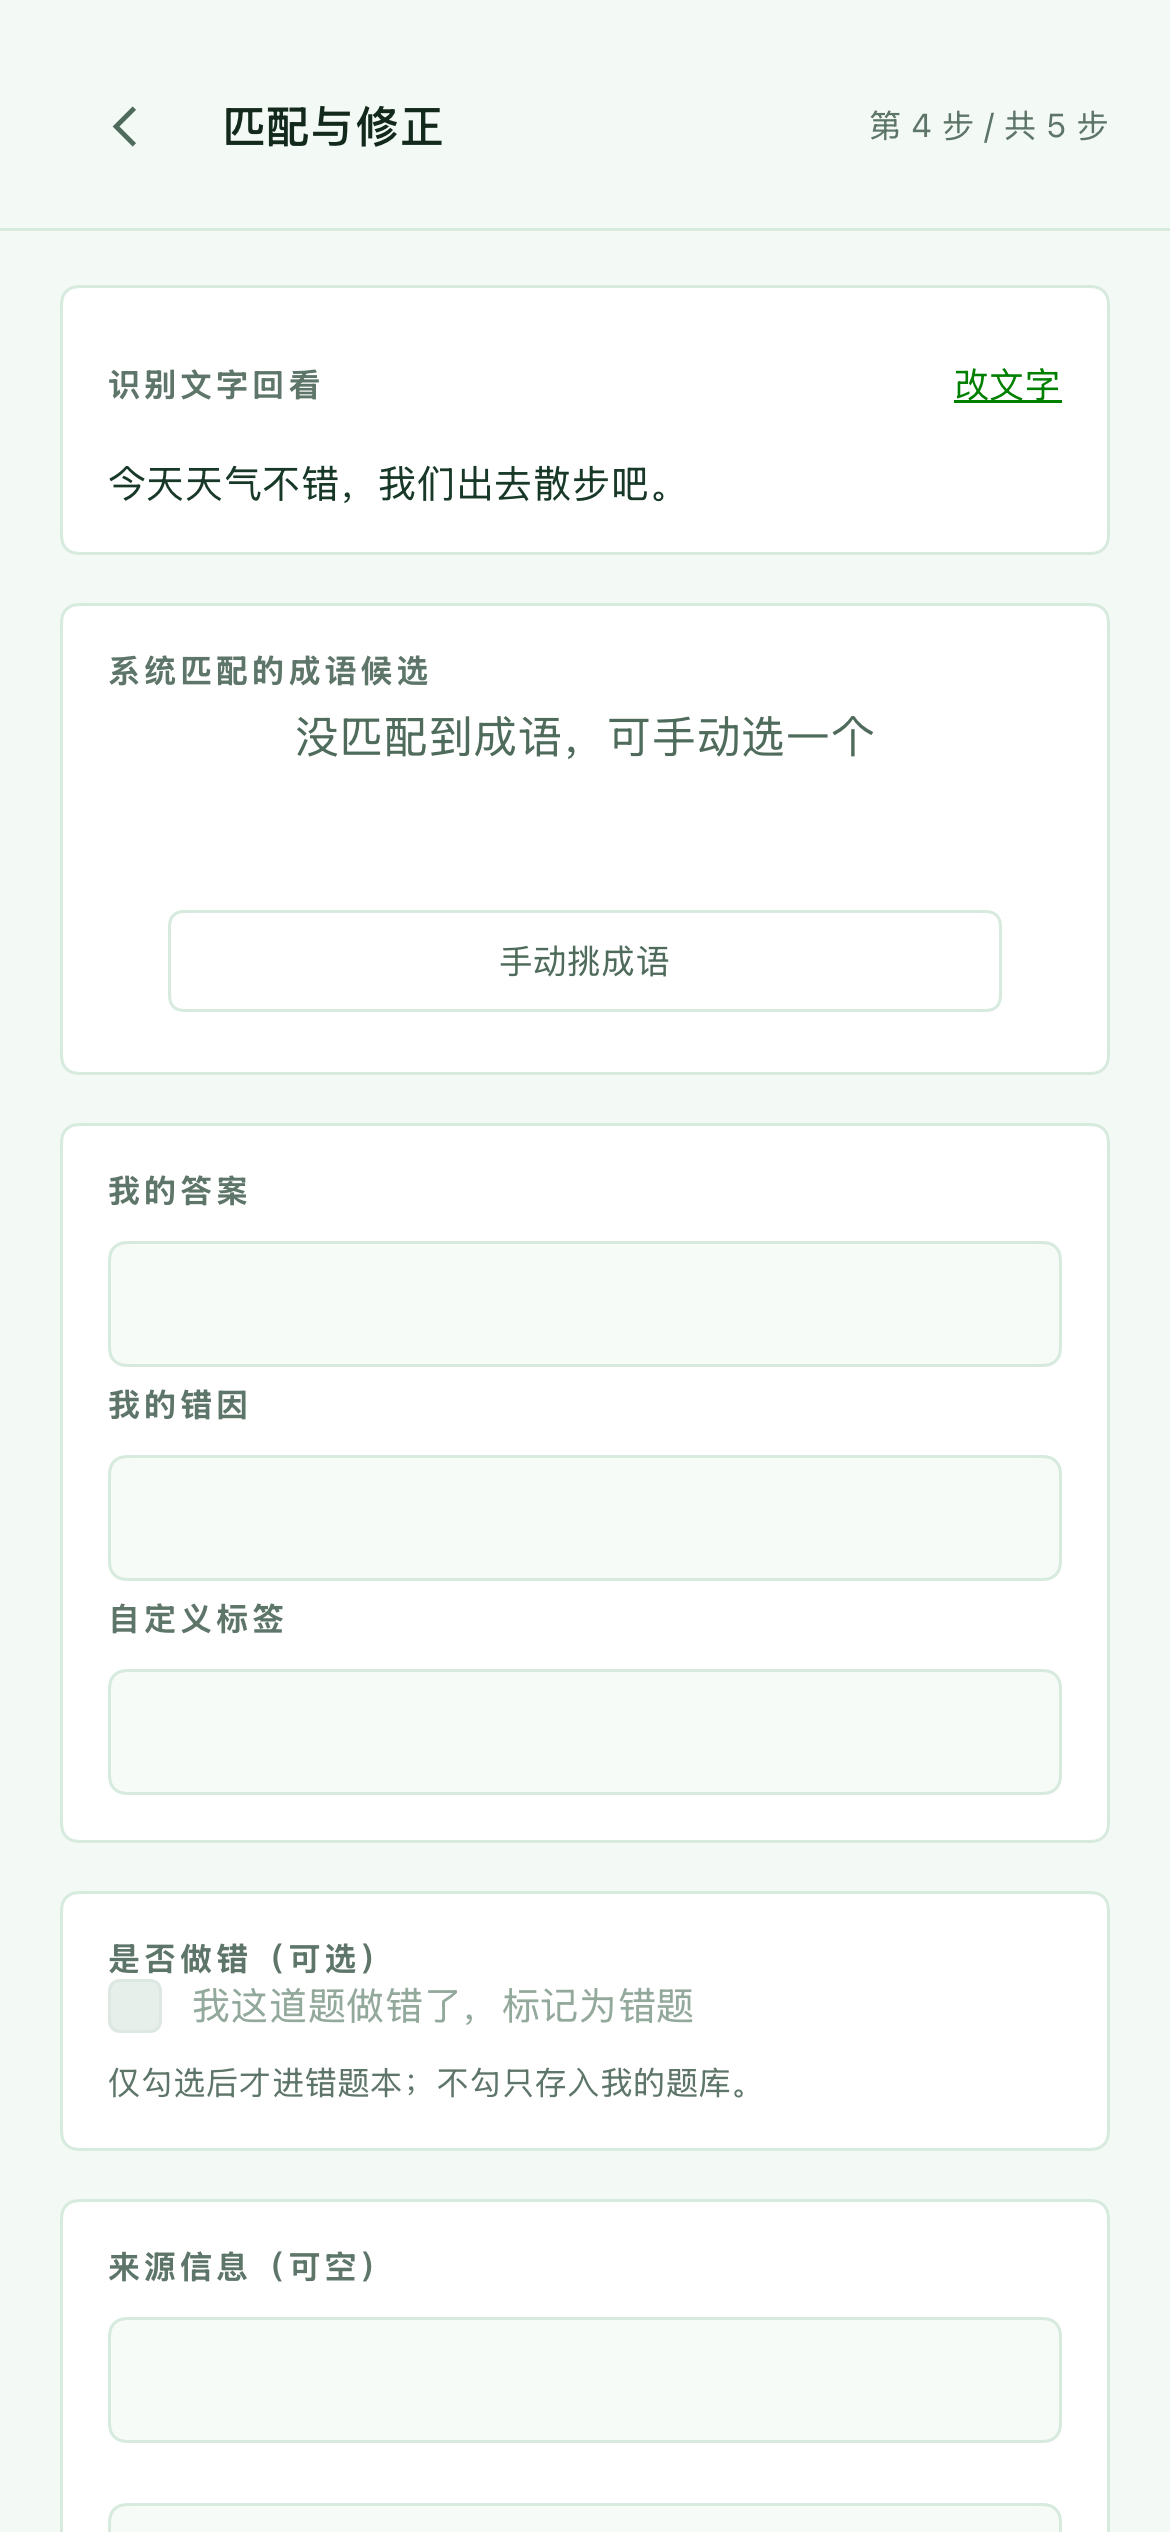 匹配与修正
第 4 步 / 共 5 步
识别文字回看
改文字
今天天气不错，我们出去散步吧。
系统匹配的成语候选
没匹配到成语，可手动选一个
手动挑成语
我的答案
我的错因
自定义标签
是否做错（可选）
我这道题做错了，标记为错题
仅勾选后才进错题本；不勾只存入我的题库。
来源信息（可空）